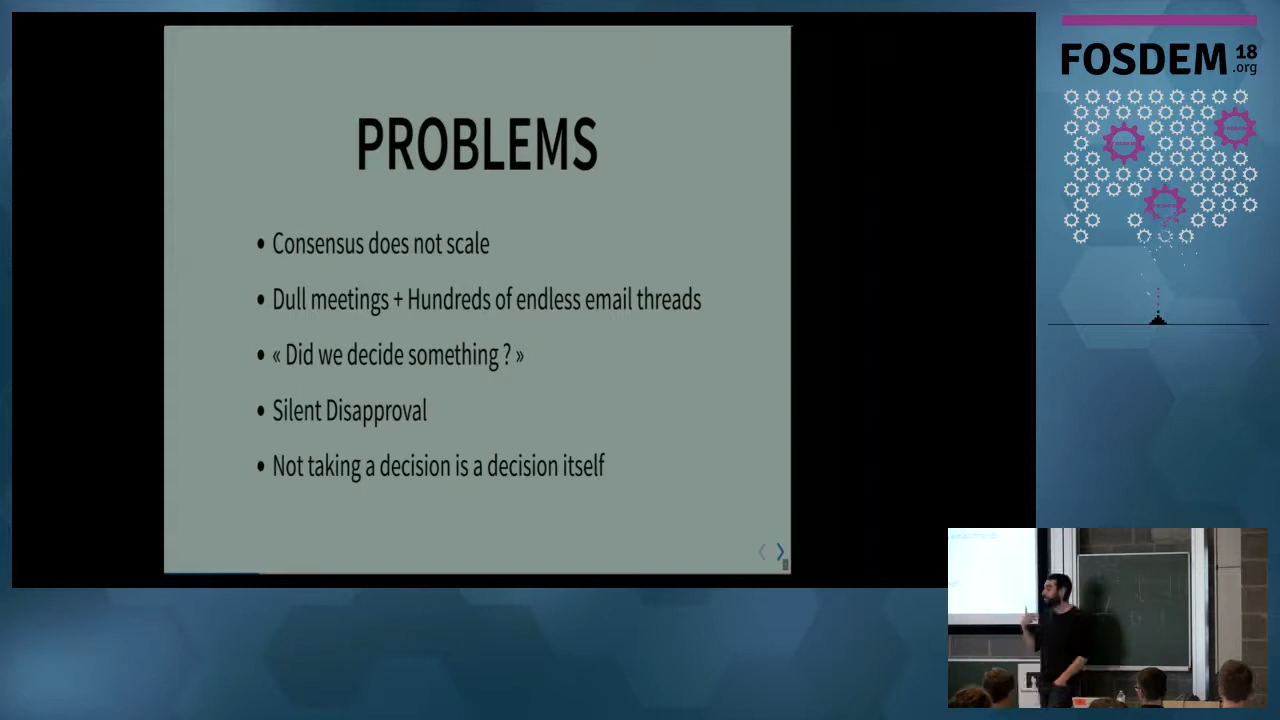 PROBLEMS
• Consensus does not scale
• Dull meetings + Hundreds of endless email threads
• « Did we decide something ? »
• Silent Disapproval
• Not taking a decision is a decision itself
FOSDEM 18
.org